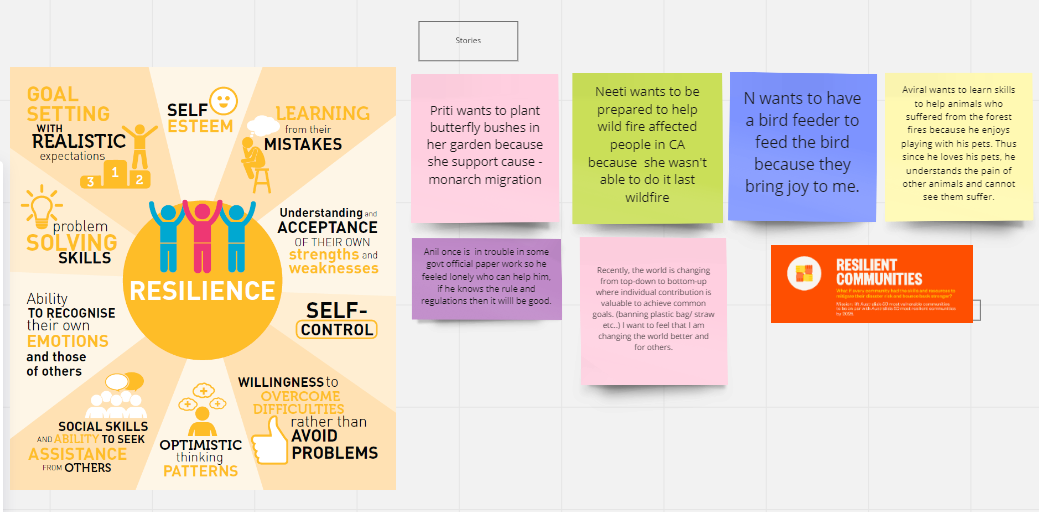 Stories
GOAL
SETTING
WITH
REALISTIC
expectations
3 1 2
SELF
ESTEEM
LEARNING
from their
MISTAKES
problem
SOLVING
SKILLS
Understanding and
ACCEPTANCE
OF THEIR OWN
strengths and
weaknesses
RESILIENCE
Ability
TO RECOGNISE
their own
EMOTIONS
and those
of others
SELF-
CONTROL
SOCIAL SKILLS
AND ABILITY TO SEEK
ASSISTANCE
FROM OTHERS
OPTIMISTIC
thinking
PATTERNS
WILLINGNESS to
OVERCOME
DIFFICULTIES
rather than
AVOID
PROBLEMS
Priti wants to plant
butterfly bushes in
her garden because
she support cause -
monarch migration
Neeti wants to be
prepared to help
wild fire affected
people in CA
because she wasn't
able to do it last
wildfire
N wants to have
a bird feeder to
feed the bird
because they
bring joy to me.
Aviral wants to learn skills
to help animals who
suffered from the forest
fires because he enjoys
playing with his pets. Thus
since he loves his pets, he
understands the pain of
other animals and cannot
see them suffer.
Anil once is in trouble in some
govt official paper work so he
feeled lonely who can help him,
if he knows the rule and
regulations then it willl be good.
Recently, the world is changing
from top-down to bottom-up
where individual contribution is
valuable to achieve common
goals. (banning plastic bag/ straw
etc..) I want to feel that I am
changing the world better and
for others.
RESILIENT
COMMUNITIES